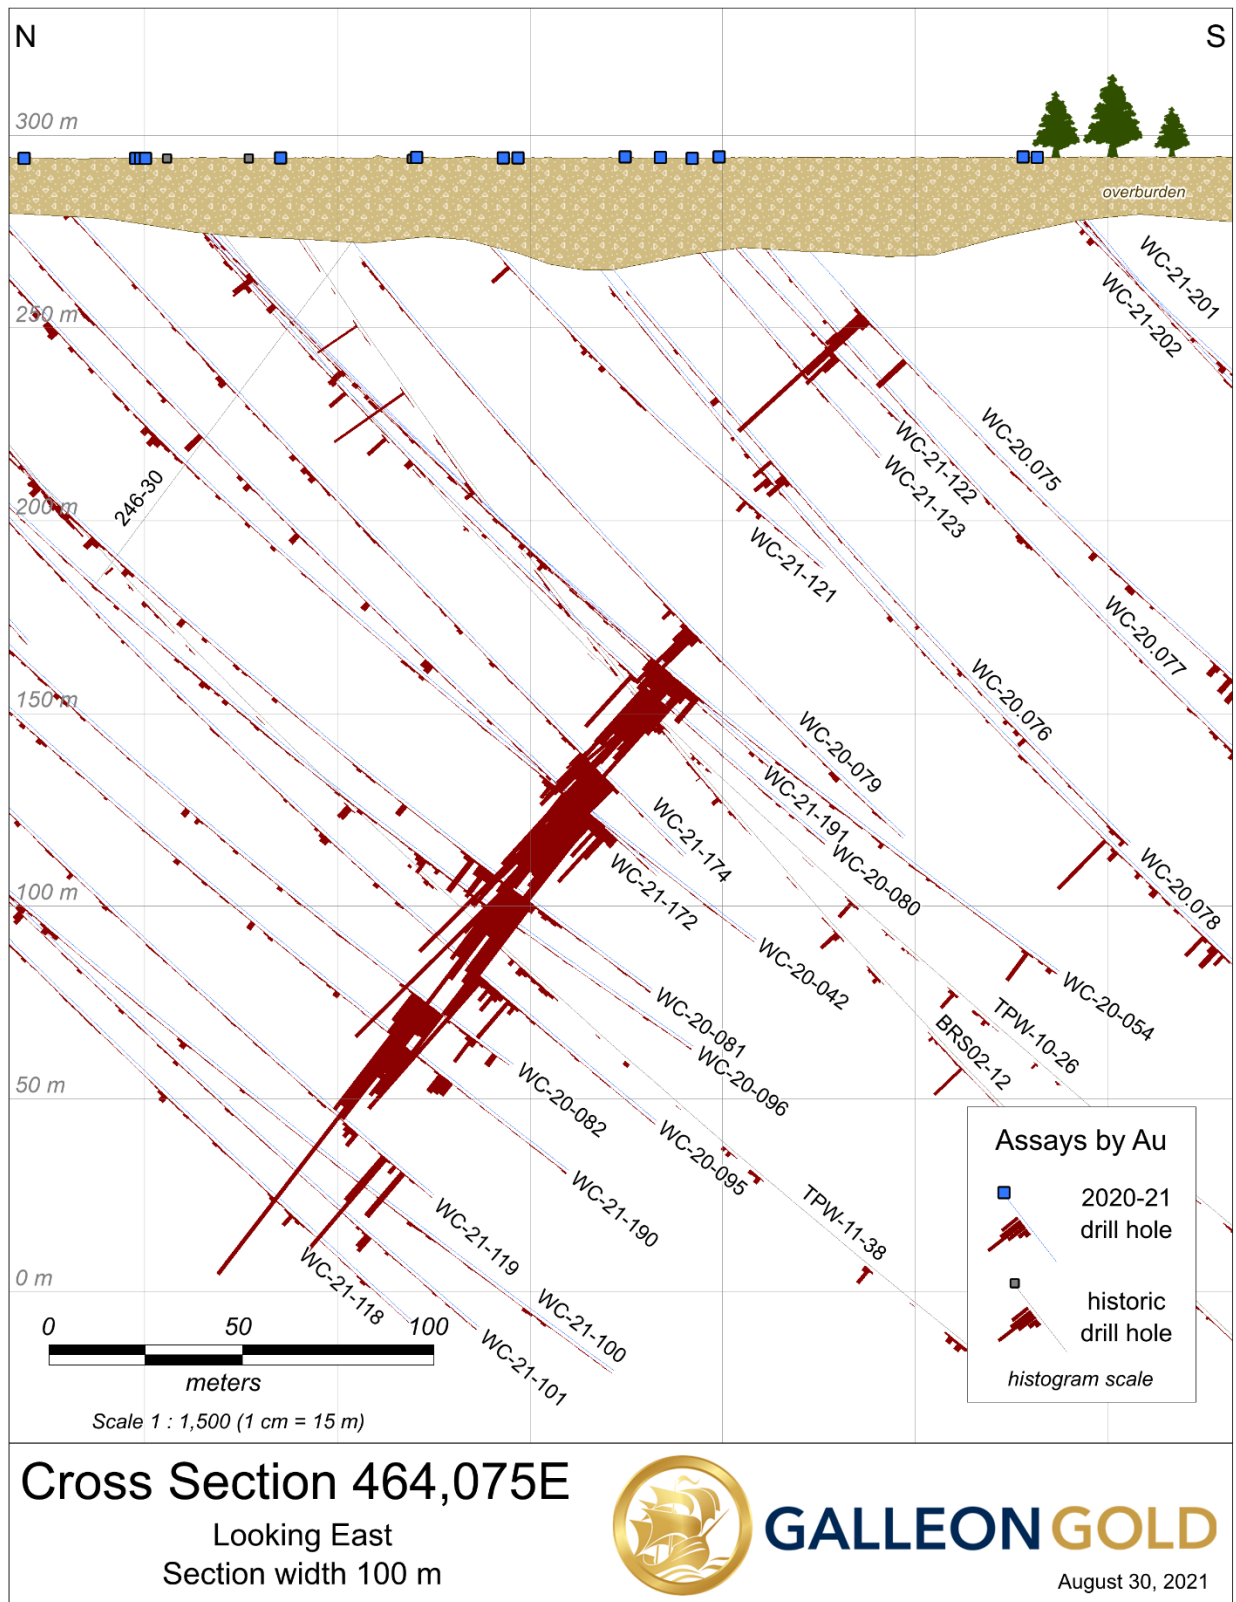 N
S
300 m
overburden
WC-21-201
WC-21-202
250 m
WC-20.075
WC-21-122
WC-21-123
246-30
200 m
WC-21-121
WC-20.077
WC-20.076
150 m
WC-20-079
WC-21-191
WC-21-174
WC-20-080
WC-20.078
WC-21-172
100 m
WC-20-042
WC-20-054
WC-20-081
TPW-10-26
BRS02-12
WC-20-096
50 m
WC-20-082
WC-20-095
WC-21-190
TPW-11-38
WC-21-119
WC-21-118
WC-21-100
WC-21-101
0 m
Assays by Au
2020-21
drill hole
historic
drill hole
histogram scale
0 50 100
meters
Scale 1 : 1,500 (1 cm = 15 m)
Cross Section 464,075E
Looking East
Section width 100 m
GALLEON GOLD
August 30, 2021